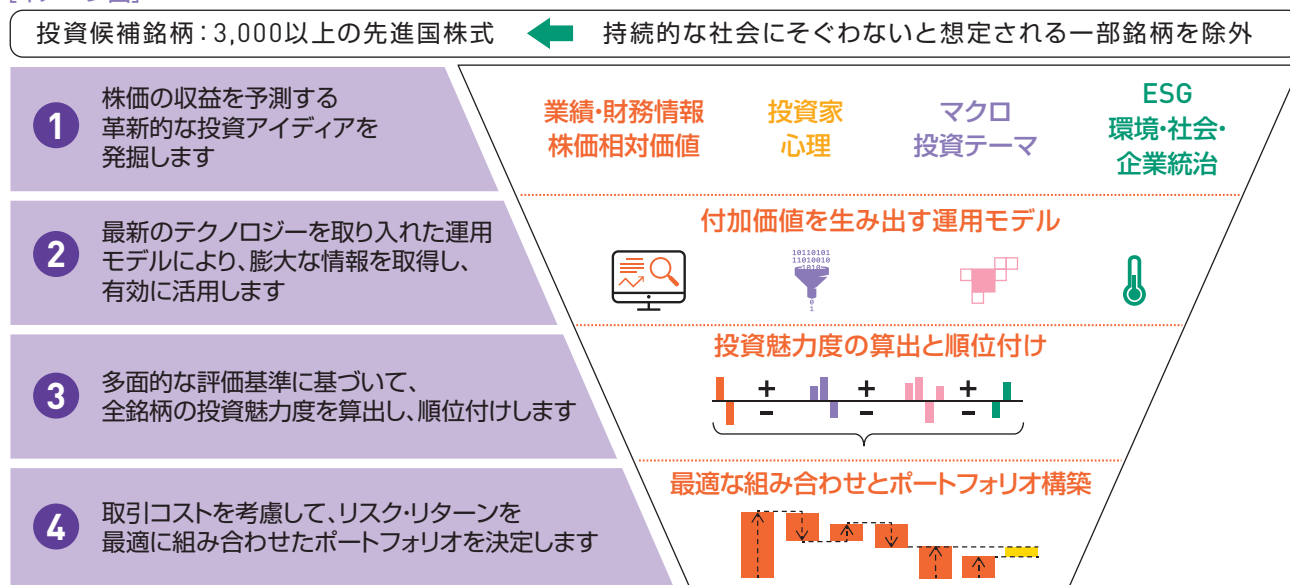 投資候補銘柄：3,000以上の先進国株式
持続的な社会にそぐわないと想定される一部銘柄を除外
1
株価の収益を予測する
革新的な投資アイディアを
発掘します
業績・財務情報
株価相対価値
投資家
心理
マクロ
投資テーマ
ESG
環境・社会・
企業統治
2
最新のテクノロジーを取り入れた運用
モデルにより、膨大な情報を取得し、
有効に活用します
付加価値を生み出す運用モデル
10110101
11010010
1010
0
1
3
多面的な評価基準に基づいて、
全銘柄の投資魅力度を算出し、順位付けします
投資魅力度の算出と順位付け
+ + +
− − −
4
取引コストを考慮して、リスク・リターンを
最適に組み合わせたポートフォリオを決定します
最適な組み合わせとポートフォリオ構築